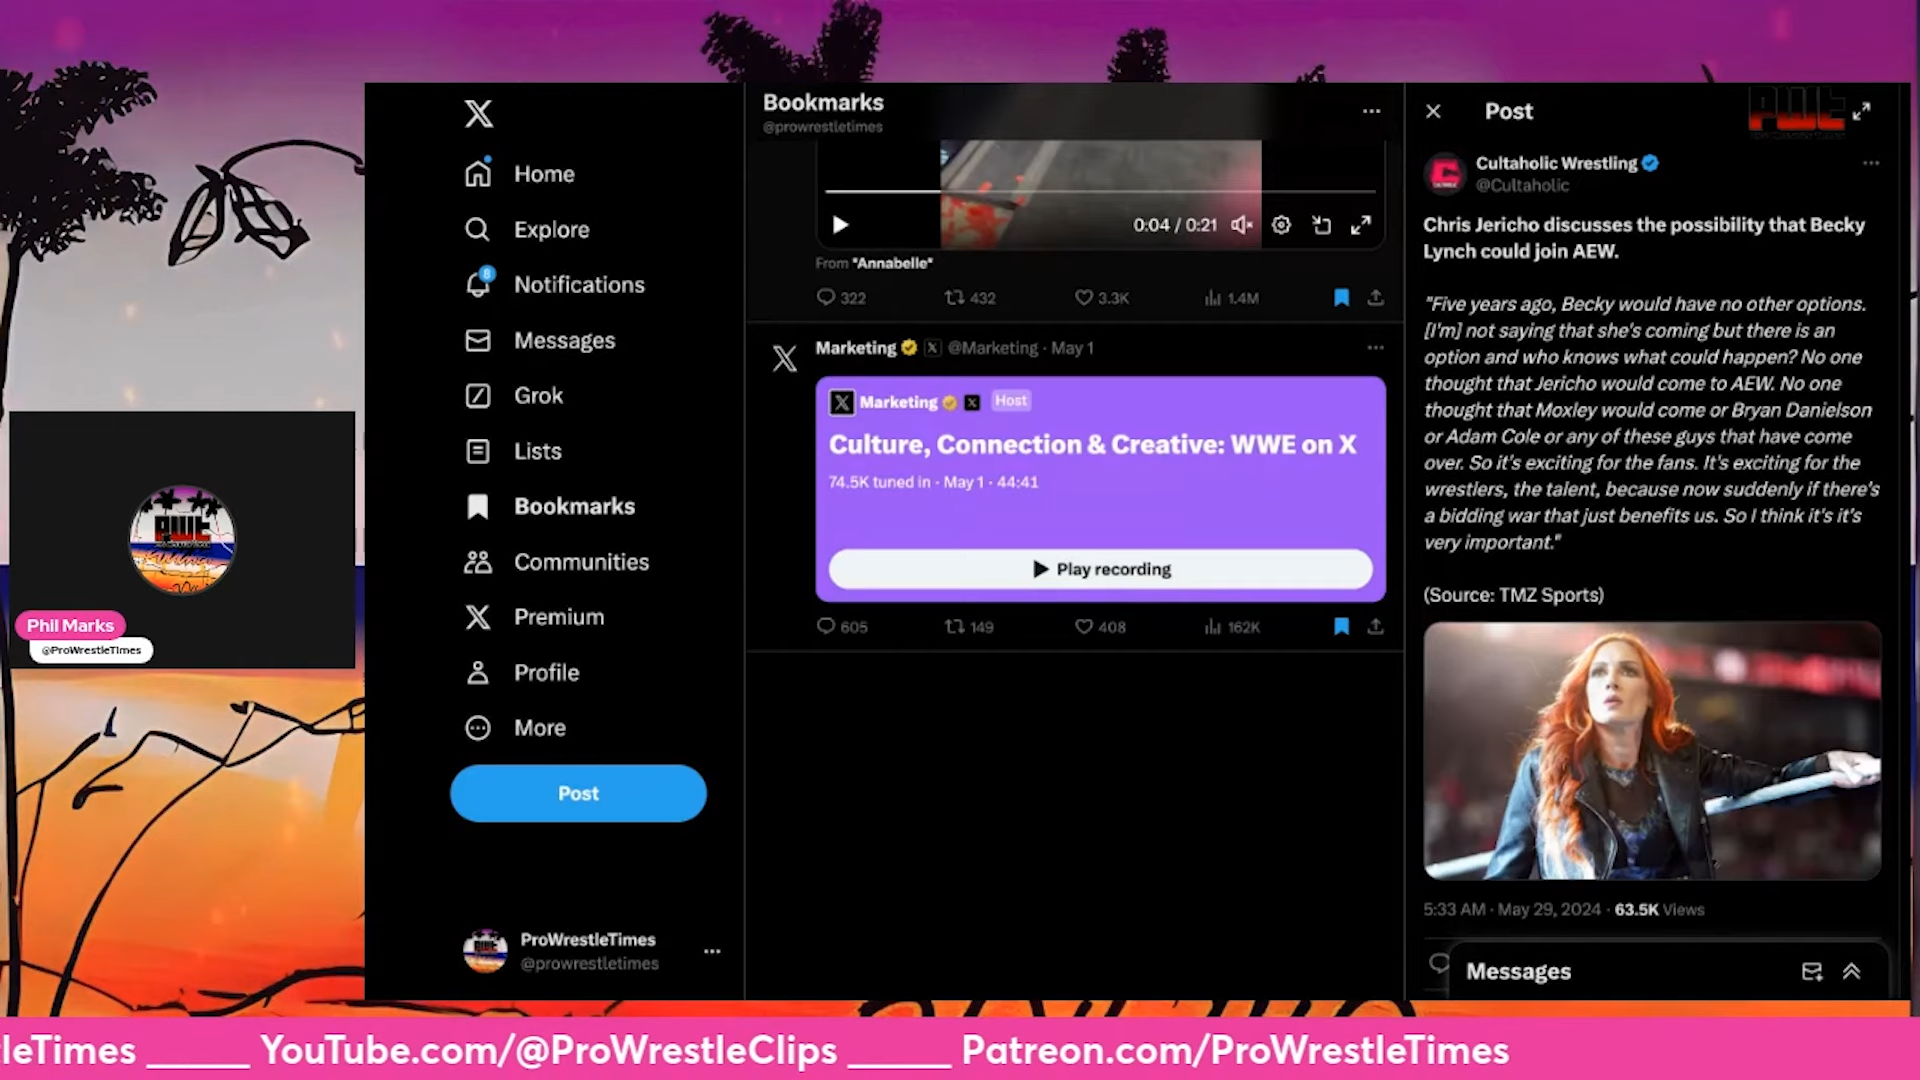 Home
Explore
8
Notifications
Messages
Grok
Lists
Bookmarks
Communities
Premium
Profile
More
Post
ProWrestleTimes
@prowrestletimes
Phil Marks
@ProWrestleTimes
Bookmarks
@prowrestletimes
0:04 / 0:21
From "Annabelle"
322 432 3.3K 1.4M
Marketing @Marketing · May 1
Marketing Host
Culture, Connection & Creative: WWE on X
74.5K tuned in · May 1 · 44:41
Play recording
605 149 408 162K
Post
PWT
Cultaholic Wrestling
@Cultaholic
Chris Jericho discusses the possibility that Becky
Lynch could join AEW.
"Five years ago, Becky would have no other options.
[I'm] not saying that she's coming but there is an
option and who knows what could happen? No one
thought that Jericho would come to AEW. No one
thought that Moxley would come or Bryan Danielson
or Adam Cole or any of these guys that have come
over. So it's exciting for the fans. It's exciting for the
wrestlers, the talent, because now suddenly if there's
a bidding war that just benefits us. So I think it's it's
very important."
(Source: TMZ Sports)
5:33 AM · May 29, 2024 · 63.5K Views
Messages
leTimes _____ YouTube.com/@ProWrestleClips _____ Patreon.com/ProWrestleTimes